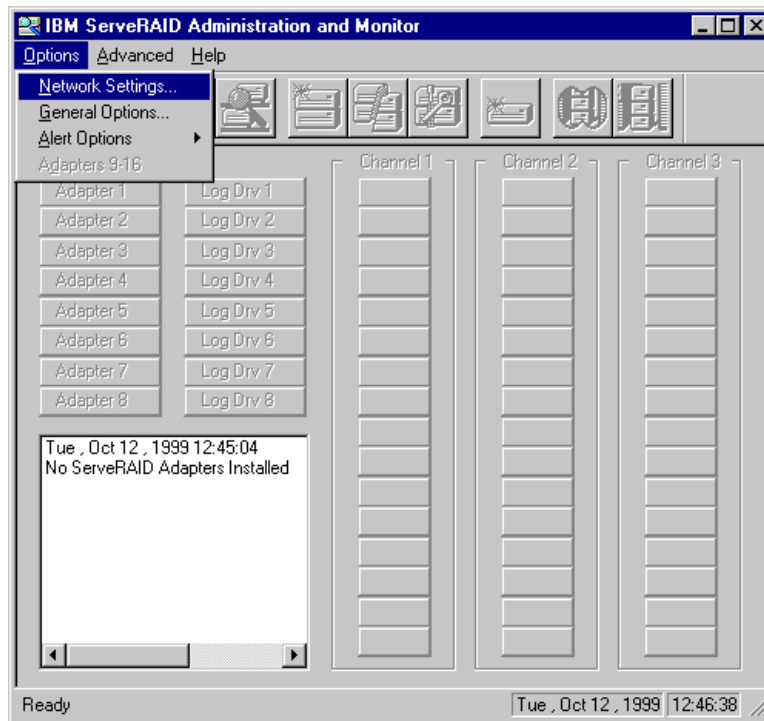 IBM ServeRAID Administration and Monitor
Options Advanced Help
Network Settings...
General Options...
Alert Options
Adapters 9-16
Channel 1 Channel 2 Channel 3
Adapter 1 Log Drv 1
Adapter 2 Log Drv 2
Adapter 3 Log Drv 3
Adapter 4 Log Drv 4
Adapter 5 Log Drv 5
Adapter 6 Log Drv 6
Adapter 7 Log Drv 7
Adapter 8 Log Drv 8
Tue , Oct 12 , 1999 12:45:04
No ServeRAID Adapters Installed
Ready Tue , Oct 12 , 1999 12:46:38